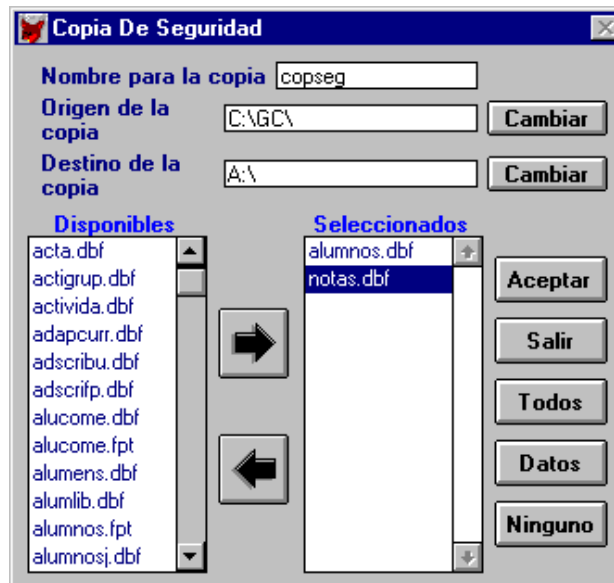 Copia De Seguridad
Nombre para la copia copseg
Origen de la
copia
C:\GC\
Cambiar
Destino de la
copia
A:\
Cambiar
Disponibles
acta.dbf
actigrup.dbf
activida.dbf
adapcurr.dbf
adscribu.dbf
adscrifp.dbf
alucome.dbf
alucome.fpt
alumens.dbf
alumlib.dbf
alumnos.fpt
alumnosj.dbf
Seleccionados
alumnos.dbf
notas.dbf
Aceptar
Salir
Todos
Datos
Ninguno